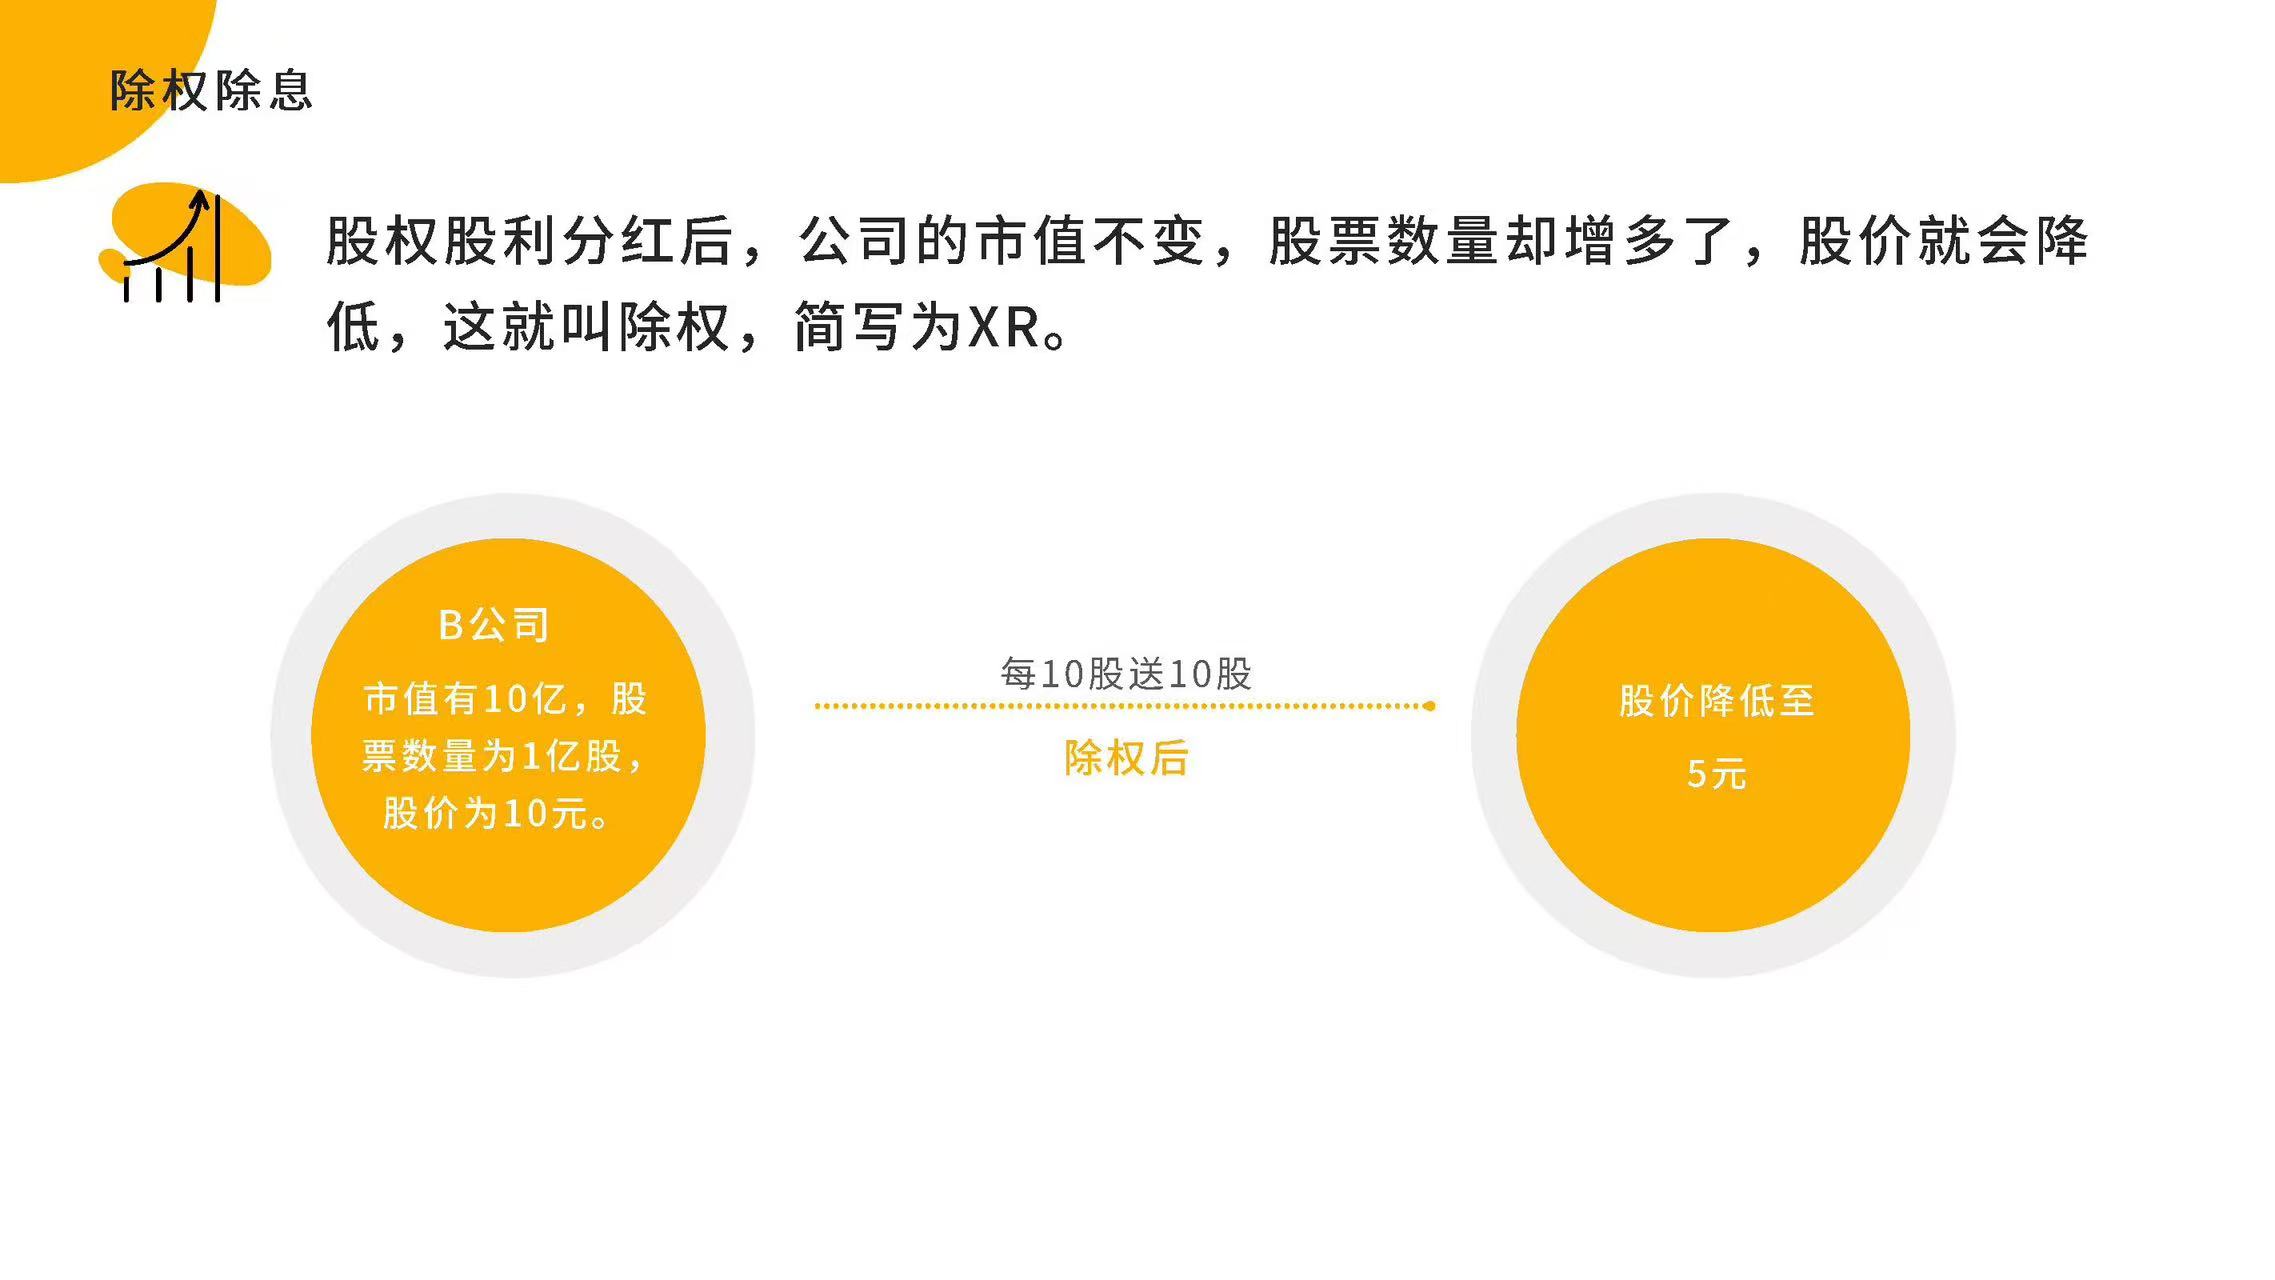 除权除息
股权股利分红后，公司的市值不变，股票数量却增多了，股价就会降
低，这就叫除权，简写为XR。
B公司
市值有10亿，股
票数量为1亿股，
股价为10元。
每10股送10股
除权后
股价降低至
5元